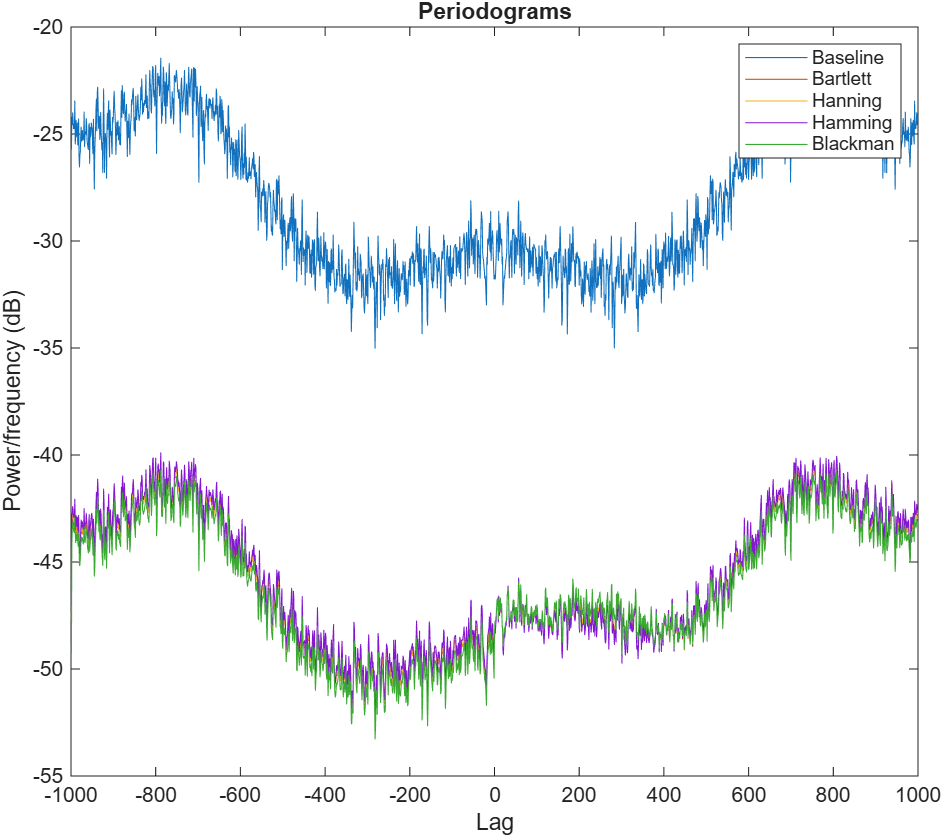 Periodograms
-20
-25
-30
-35
-40
-45
-50
-55
Power/frequency (dB)
Baseline
Bartlett
Hanning
Hamming
Blackman
-1000 -800 -600 -400 -200 0 200 400 600 800 1000
Lag